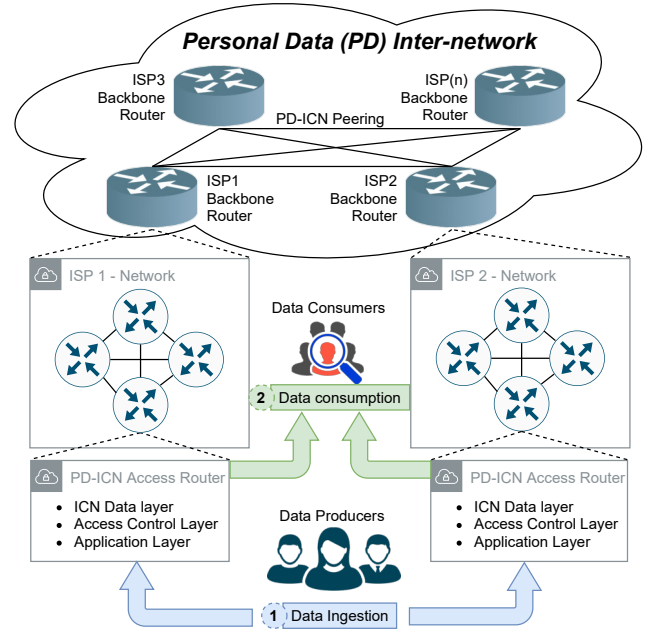 Personal Data (PD) Inter-network
ISP3
Backbone
Router
ISP(n)
Backbone
Router
PD-ICN Peering
ISP1
Backbone
Router
ISP2
Backbone
Router
ISP 1 - Network
ISP 2 - Network
Data Consumers
2 Data consumption
PD-ICN Access Router
• ICN Data layer
• Access Control Layer
• Application Layer
PD-ICN Access Router
• ICN Data layer
• Access Control Layer
• Application Layer
Data Producers
1 Data Ingestion